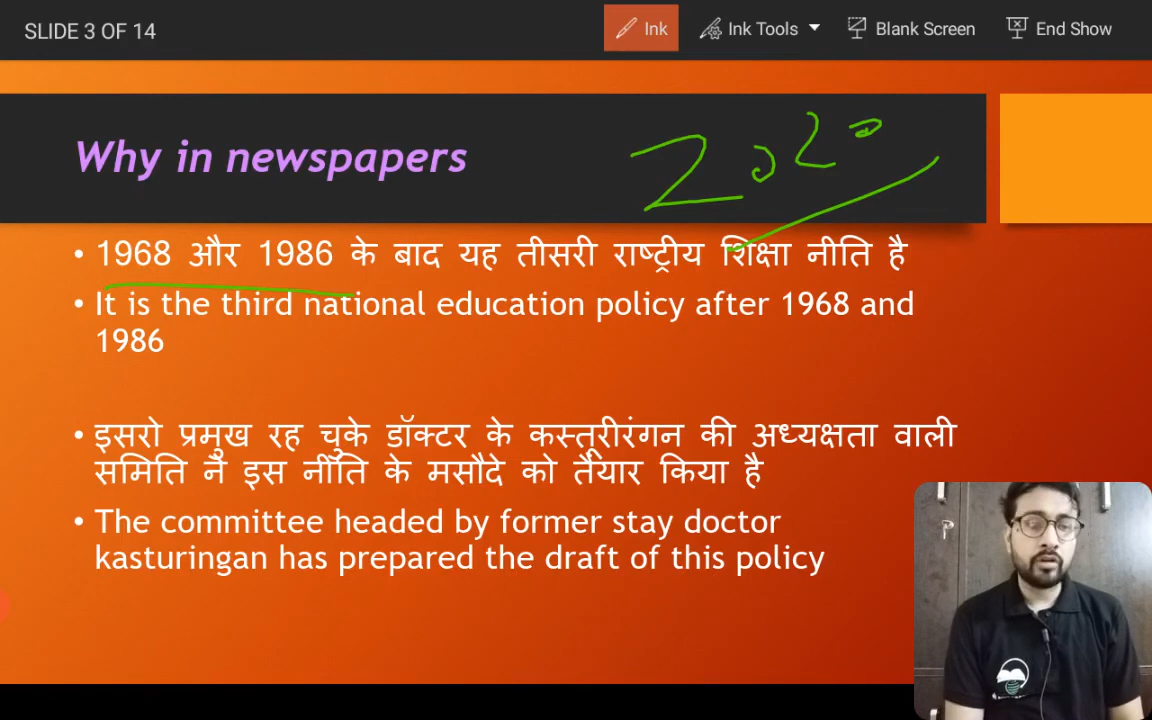 SLIDE 3 OF 14
Ink
Ink Tools
Blank Screen
End Show
Why in newspapers
2020
• 1968 और 1986 के बाद यह तीसरी राष्ट्रीय शिक्षा नीति है
• It is the third national education policy after 1968 and
1986
• इसरो प्रमुख रह चुके डॉक्टर के कस्तूरीरंगन की अध्यक्षता वाली
समिति ने इस नीति के मसौदे को तैयार किया है
• The committee headed by former stay doctor
kasturingan has prepared the draft of this policy